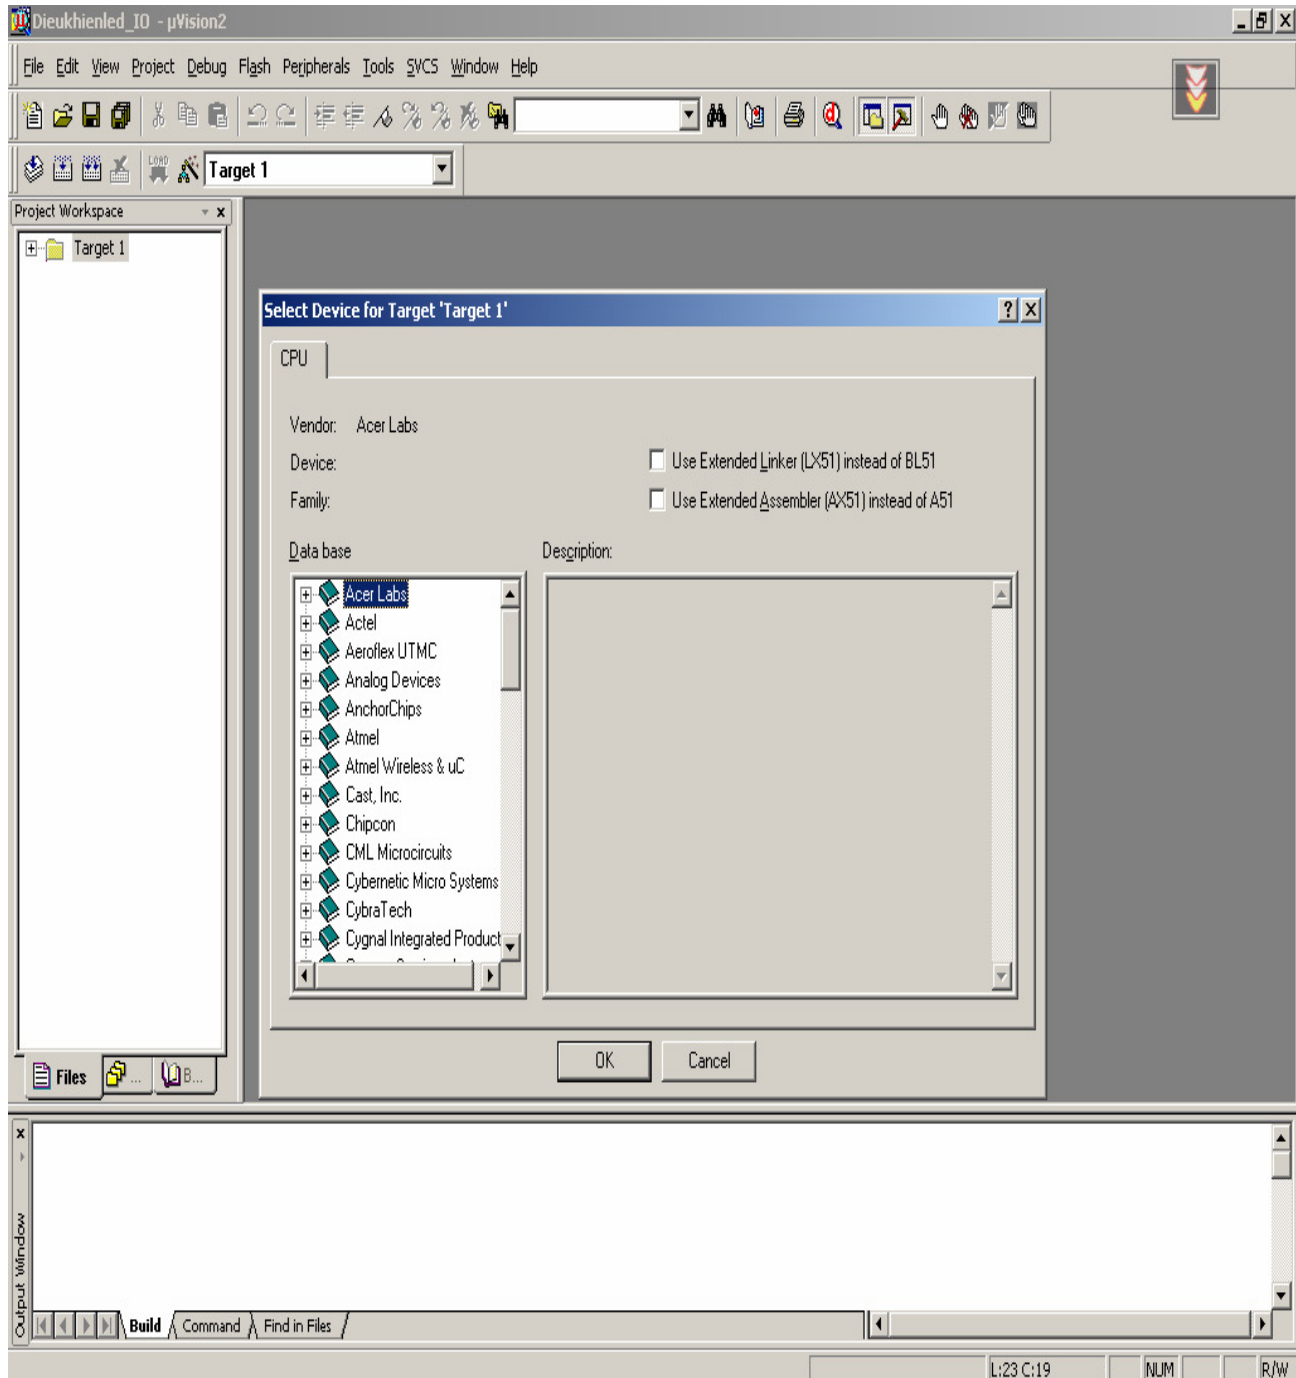 Dieukhienled_IO - µVision2
File Edit View Project Debug Flash Peripherals Tools SVCS Window Help
LOAD
Target 1
Project Workspace
Target 1
Select Device for Target 'Target 1'
CPU
Vendor: Acer Labs
Device:
Use Extended Linker (LX51) instead of BL51
Family:
Use Extended Assembler (AX51) instead of A51
Data base
Description:
Acer Labs
Actel
Aeroflex UTMC
Analog Devices
AnchorChips
Atmel
Atmel Wireless & uC
Cast, Inc.
Chipcon
CML Microcircuits
Cybernetic Micro Systems
CybraTech
Cygnal Integrated Product
OK
Cancel
Files ... B...
Output Window
Build Command Find in Files
L:23 C:19 NUM R/W